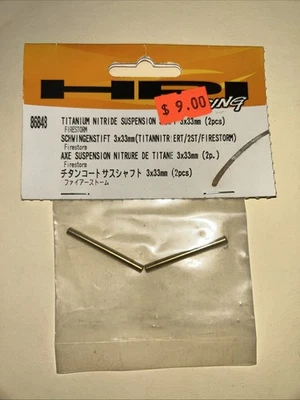 HPI
RACING
$ 9.00
86848
TITANIUM NITRIDE SUSPENSION 3x33mm (2pcs)
FIRESTORM
SCHWINGENSTIFT 3x33mm(TITANNITRIERT/2ST/FIRESTORM)
Firestorm
AXE SUSPENSION NITRURE DE TITANE 3x33mm (2p.)
Firestorm
チタンコートサスシャフト 3x33mm (2pcs)
ファイアーストーム